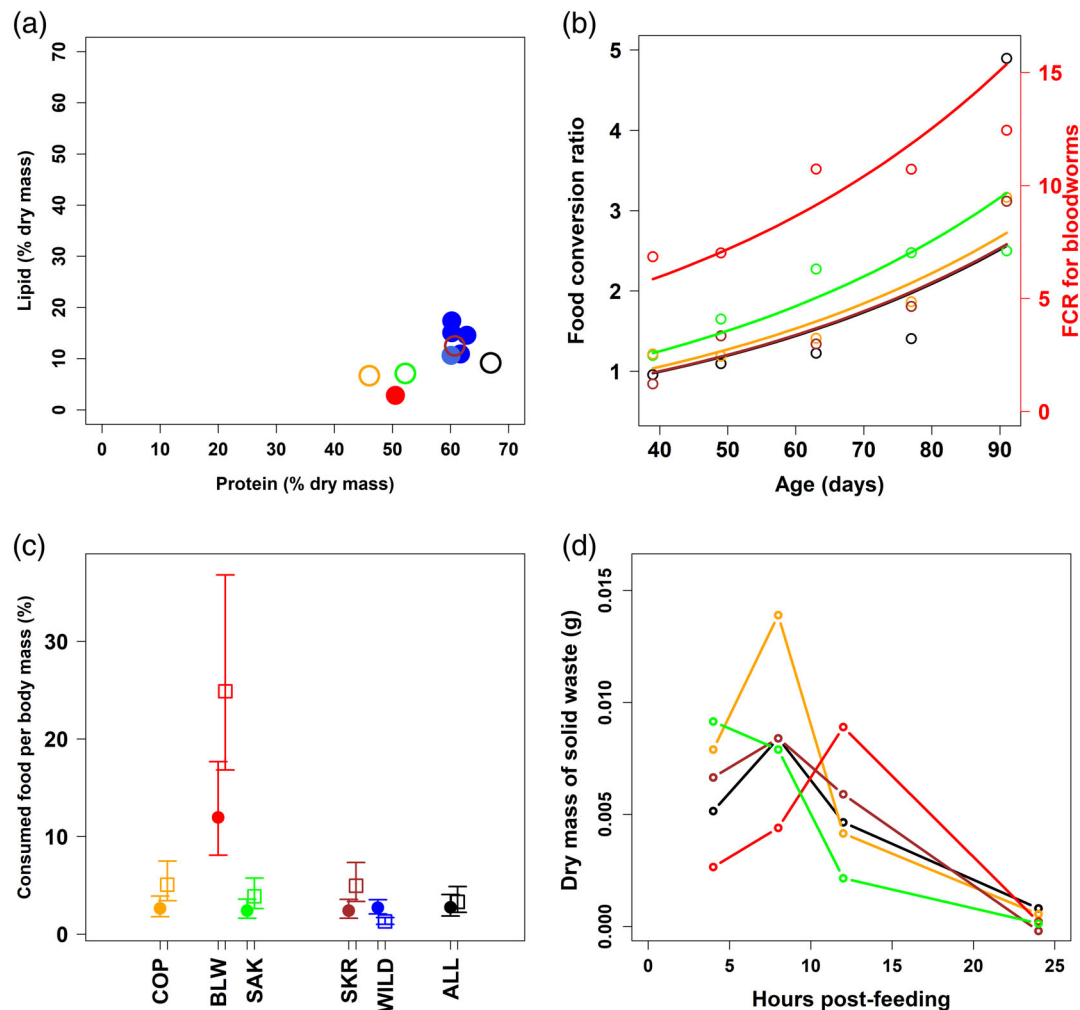 (a)
70
60
50
40
30
20
10
0
Lipid (% dry mass)
0 10 20 30 40 50 60 70
Protein (% dry mass)
(b)
5
4
3
2
1
Food conversion ratio
15
10
5
0
FCR for bloodworms
40 50 60 70 80 90
Age (days)
(c)
30
20
10
0
Consumed food per body mass (%)
COP BLW SAK SKR WILD ALL
(d)
0.015
0.010
0.005
0.000
Dry mass of solid waste (g)
0 5 10 15 20 25
Hours post-feeding